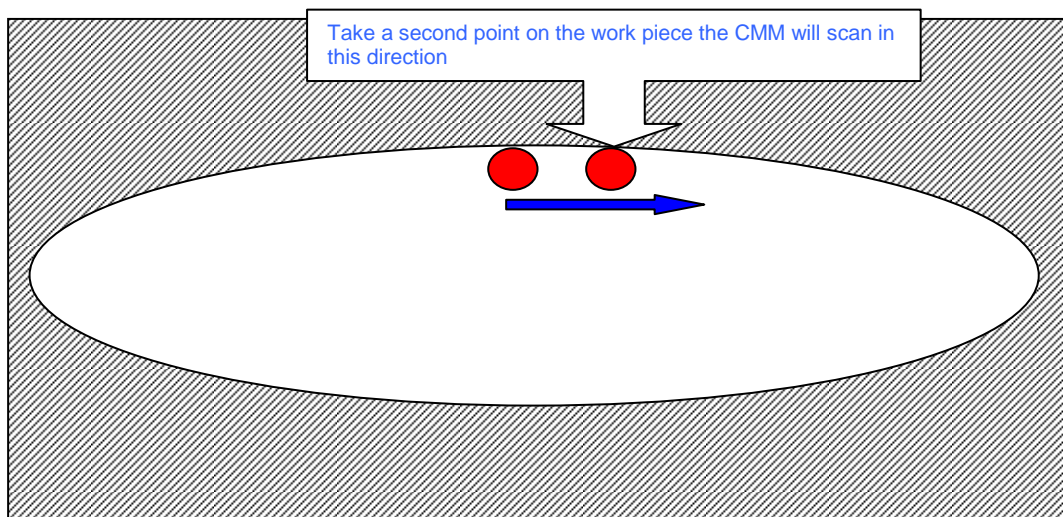 Take a second point on the work piece the CMM will scan in
this direction